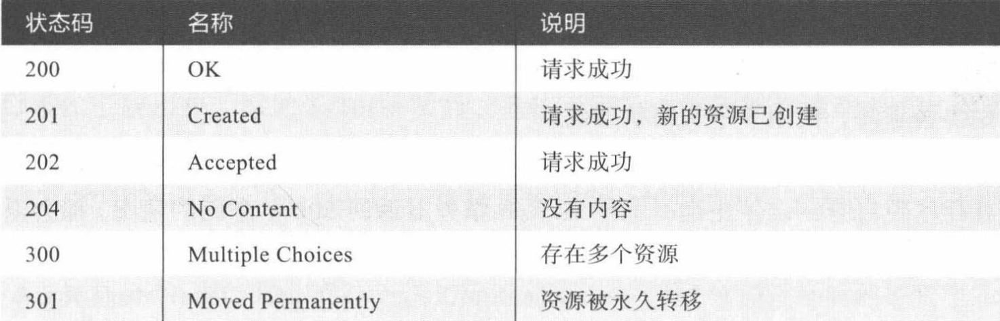 状态码 名称 说明
200 OK 请求成功
201 Created 请求成功，新的资源已创建
202 Accepted 请求成功
204 No Content 没有内容
300 Multiple Choices 存在多个资源
301 Moved Permanently 资源被永久转移